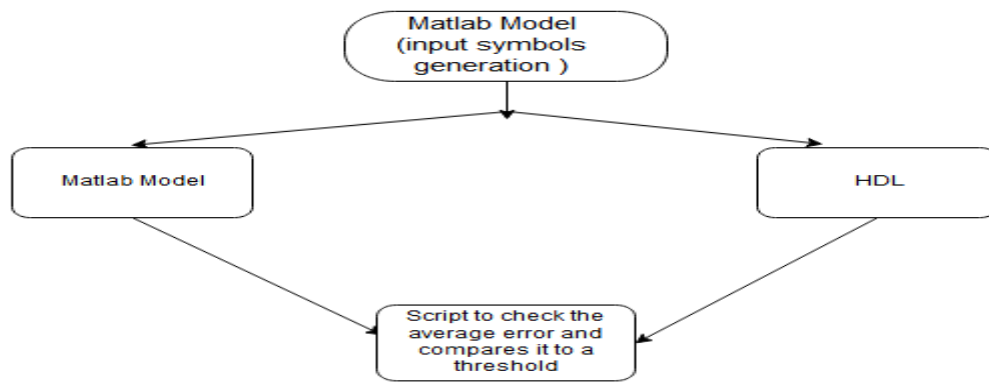 Matlab Model
(input symbols
generation )
Matlab Model
HDL
Script to check the
average error and
compares it to a
threshold